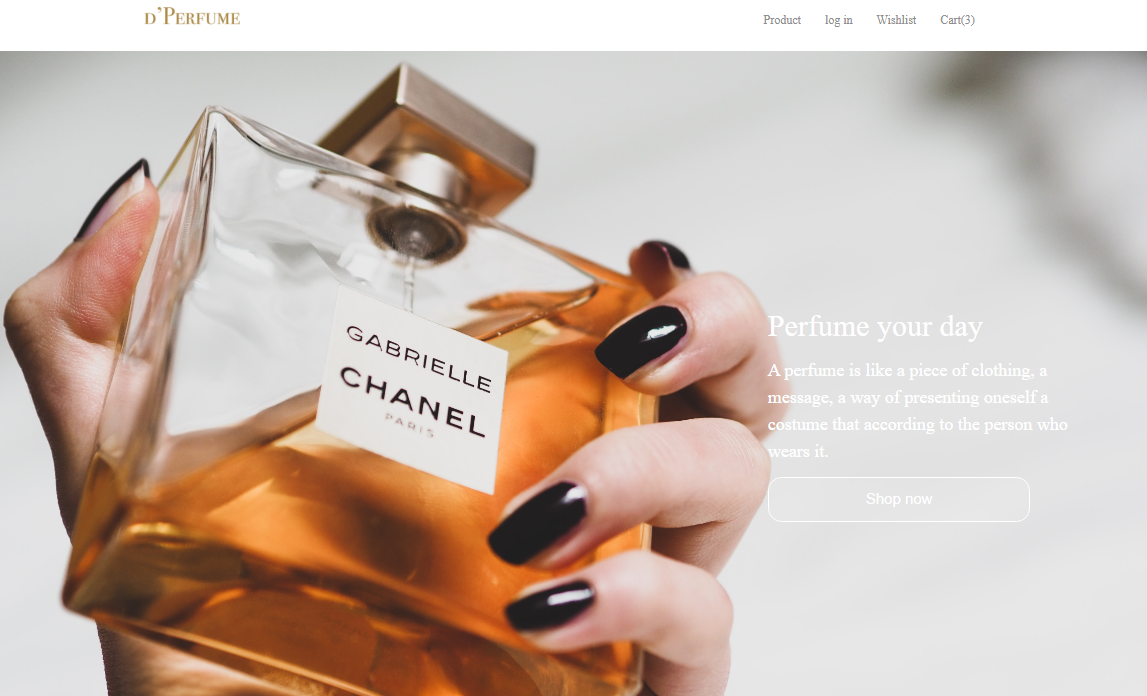 D'PERFUME
Product log in Wishlist Cart(3)
GABRIELLE
CHANEL
PARIS
Perfume your day
A perfume is like a piece of clothing, a
message, a way of presenting oneself a
costume that according to the person who
wears it.
Shop now